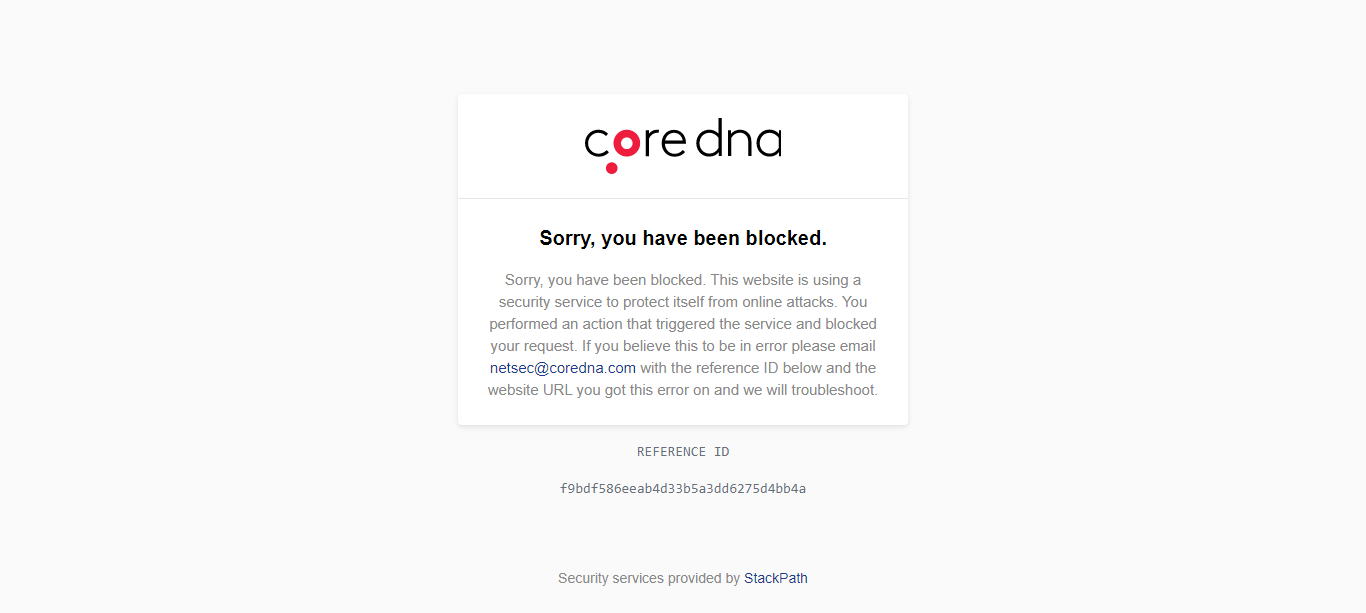 core dna
Sorry, you have been blocked.
Sorry, you have been blocked. This website is using a
security service to protect itself from online attacks. You
performed an action that triggered the service and blocked
your request. If you believe this to be in error please email
netsec@coredna.com with the reference ID below and the
website URL you got this error on and we will troubleshoot.
REFERENCE ID
f9bdf586eeab4d33b5a3dd6275d4bb4a
Security services provided by StackPath